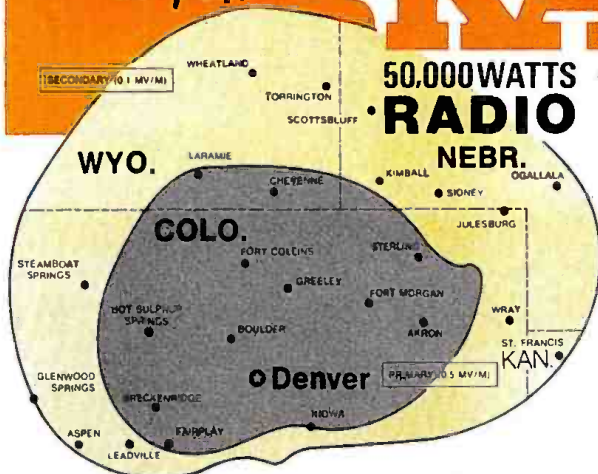 50,000 WATTS
RADIO
SECONDARY (0.1 MV/M)
WHEATLAND
TORRINGTON
SCOTTSBLUFF
WYO.
NEBR.
LARAMIE
CHEYENNE
KIMBALL
SIDNEY
OGALLALA
JULESBURG
COLO.
STEAMBOAT
SPRINGS
FORT COLLINS
STERLING
GREELEY
FORT MORGAN
HOT SULPHUR
SPRINGS
BOULDER
AKRON
WRAY
ST. FRANCIS
KAN.
Denver
PRIMARY (0.5 MV/M)
GLENWOOD
SPRINGS
BRECKENRIDGE
KIOWA
ASPEN
LEADVILLE
FAIRPLAY